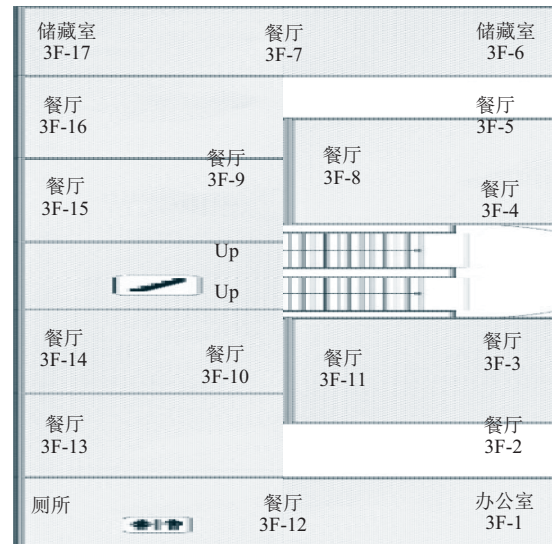 储藏室
3F-17
餐厅
3F-7
储藏室
3F-6
餐厅
3F-16
餐厅
3F-5
餐厅
3F-9
餐厅
3F-8
餐厅
3F-15
餐厅
3F-4
Up
Up
餐厅
3F-14
餐厅
3F-10
餐厅
3F-11
餐厅
3F-3
餐厅
3F-13
餐厅
3F-2
厕所
餐厅
3F-12
办公室
3F-1